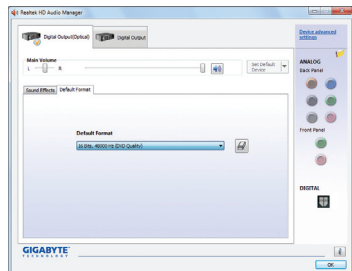 Realtek HD Audio Manager
Digital Output(Optical)
Digital Output
Device advanced
settings
Main Volume
L
R
Set Default
Device
ANALOG
Back Panel
Sound Effects
Default Format
Front Panel
Default Format
16 Bits, 48000 Hz (DVD Quality)
DIGITAL
GIGABYTE
TECHNOLOGY
OK